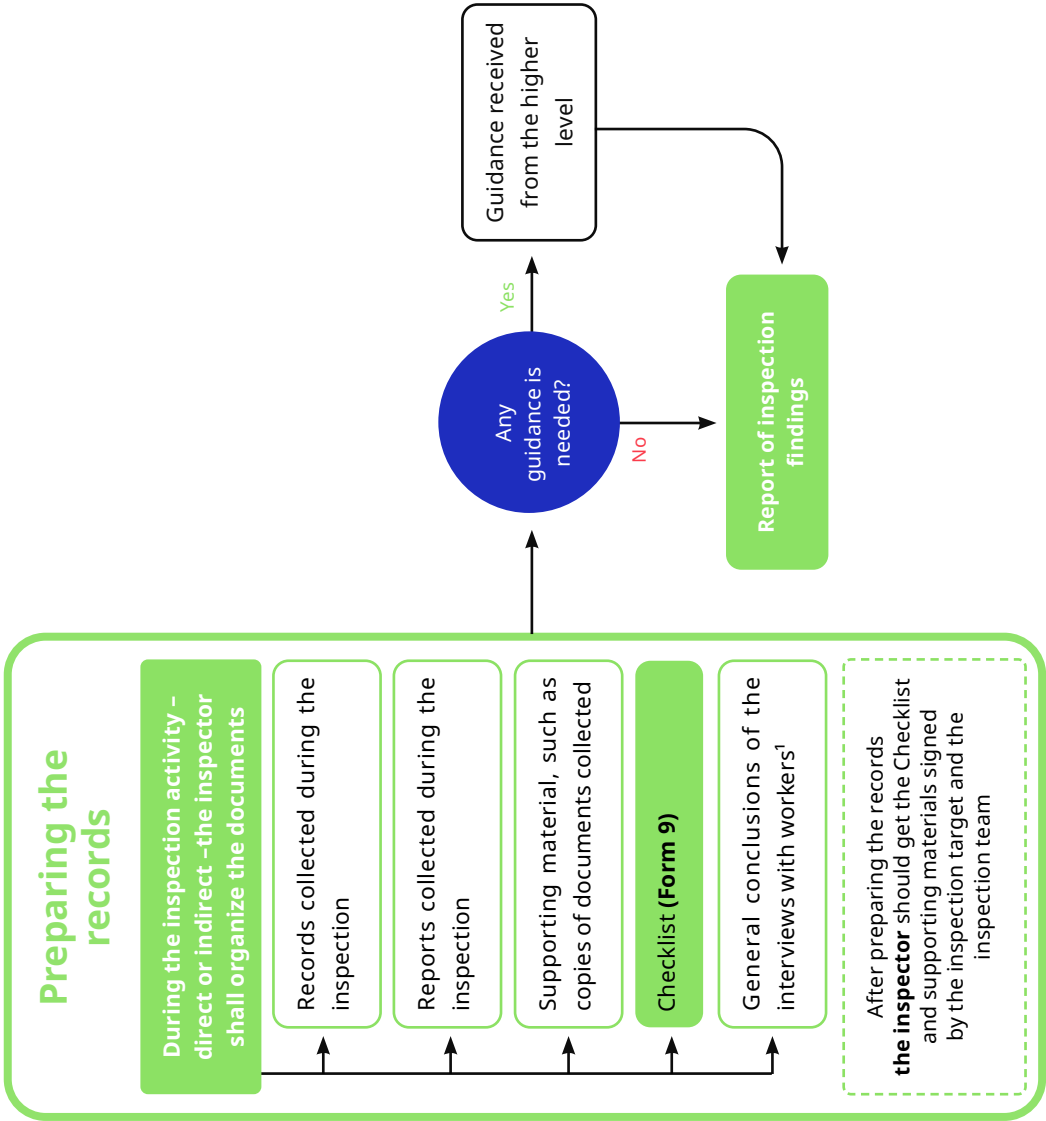 Preparing the
records
During the inspection activity –
direct or indirect –the inspector
shall organize the documents
Records collected during the
inspection
Reports collected during the
inspection
Supporting material, such as
copies of documents collected
Checklist (Form 9)
General conclusions of the
interviews with workers¹
After preparing the records
the inspector should get the Checklist
and supporting materials signed
by the inspection target and the
inspection team
Any
guidance is
needed?
Yes
No
Guidance received
from the higher
level
Report of inspection
findings